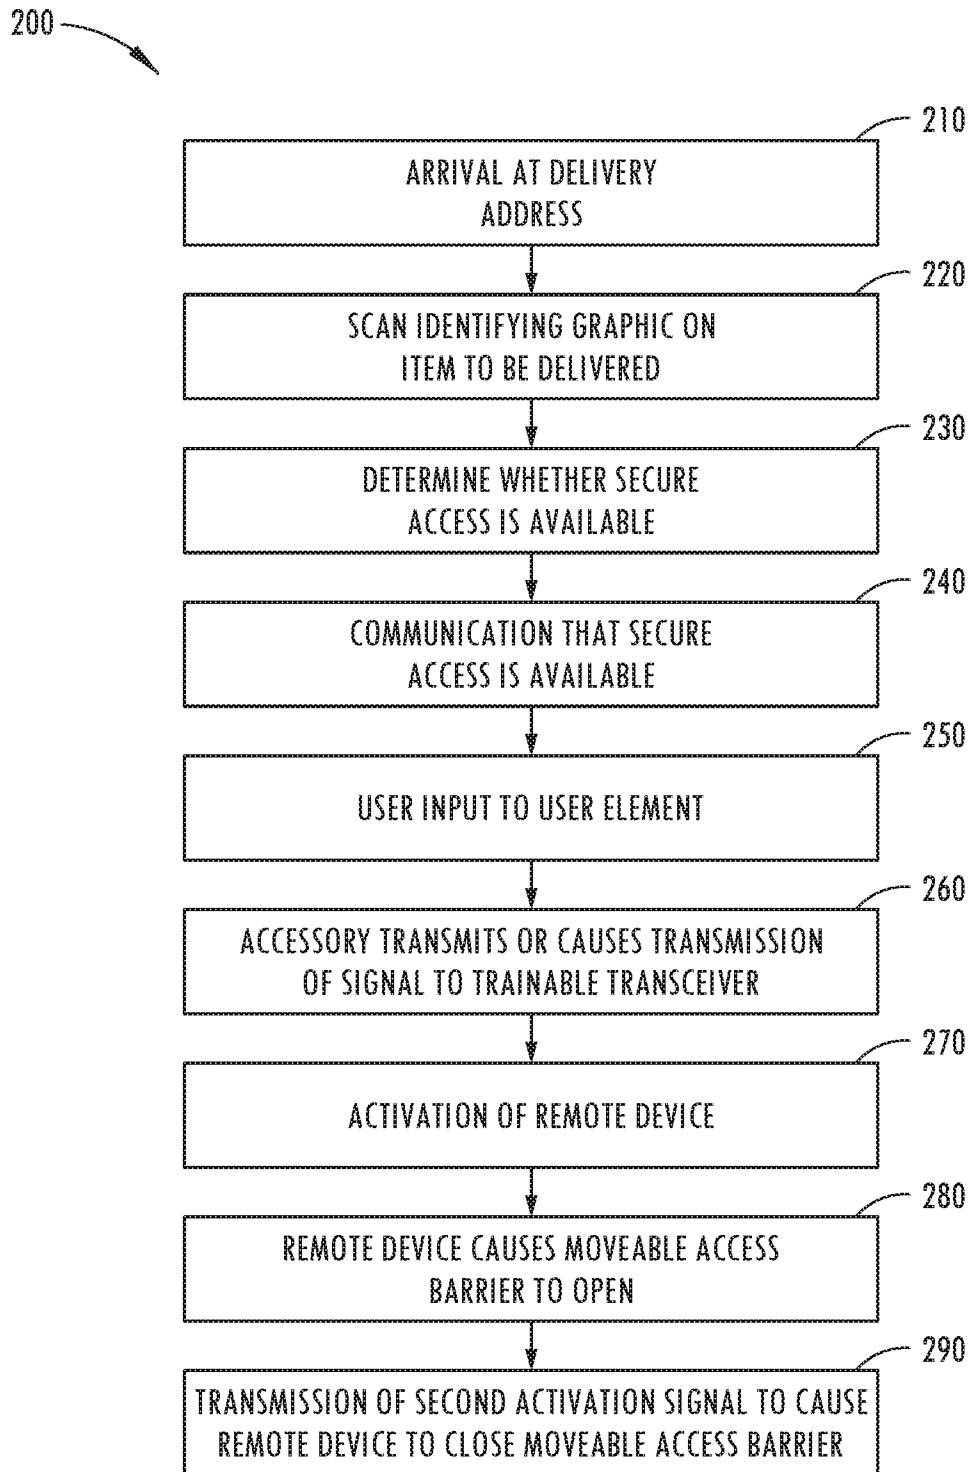 200
210
ARRIVAL AT DELIVERY
ADDRESS
220
SCAN IDENTIFYING GRAPHIC ON
ITEM TO BE DELIVERED
230
DETERMINE WHETHER SECURE
ACCESS IS AVAILABLE
240
COMMUNICATION THAT SECURE
ACCESS IS AVAILABLE
250
USER INPUT TO USER ELEMENT
260
ACCESSORY TRANSMITS OR CAUSES TRANSMISSION
OF SIGNAL TO TRAINABLE TRANSCEIVER
270
ACTIVATION OF REMOTE DEVICE
280
REMOTE DEVICE CAUSES MOVEABLE ACCESS
BARRIER TO OPEN
290
TRANSMISSION OF SECOND ACTIVATION SIGNAL TO CAUSE
REMOTE DEVICE TO CLOSE MOVEABLE ACCESS BARRIER